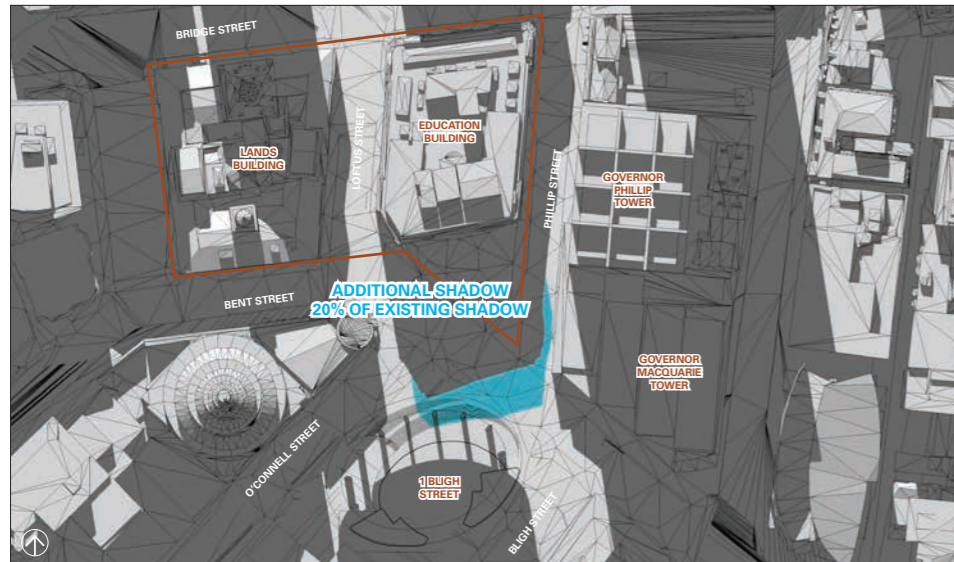 BRIDGE STREET
LOFTUS STREET
EDUCATION
BUILDING
LANDS
BUILDING
PHILLIP STREET
GOVERNOR
PHILLIP
TOWER
ADDITIONAL SHADOW
20% OF EXISTING SHADOW
BENT STREET
GOVERNOR
MACQUARIE
TOWER
O'CONNELL STREET
1 BLIGH
STREET
BLIGH STREET